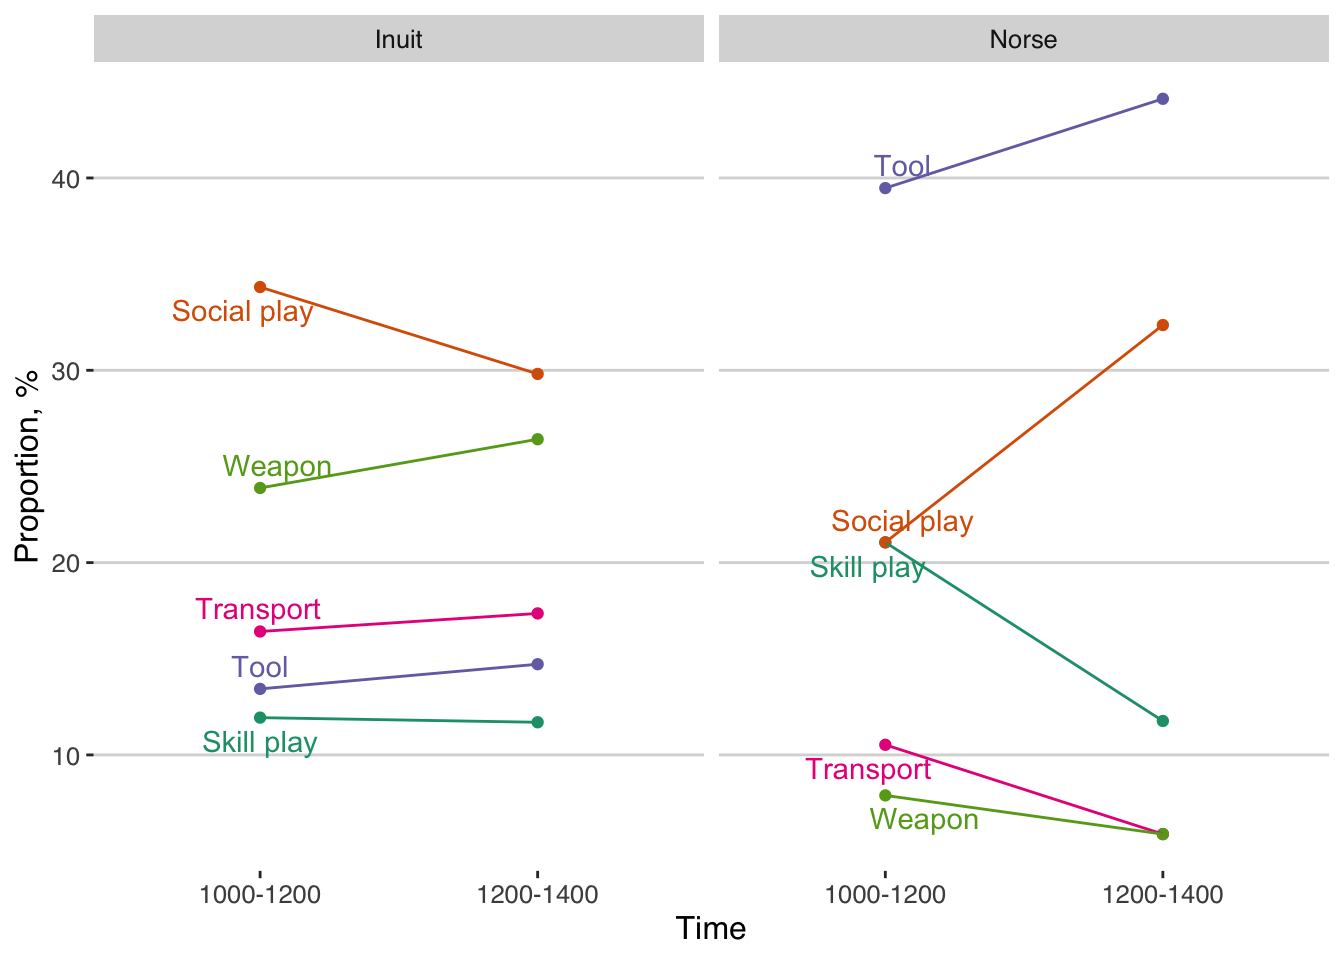 Inuit
Norse
Proportion, %
40
30
20
10
Social play
Weapon
Transport
Tool
Skill play
Tool
Social play
Skill play
Transport
Weapon
1000-1200
1200-1400
1000-1200
1200-1400
Time